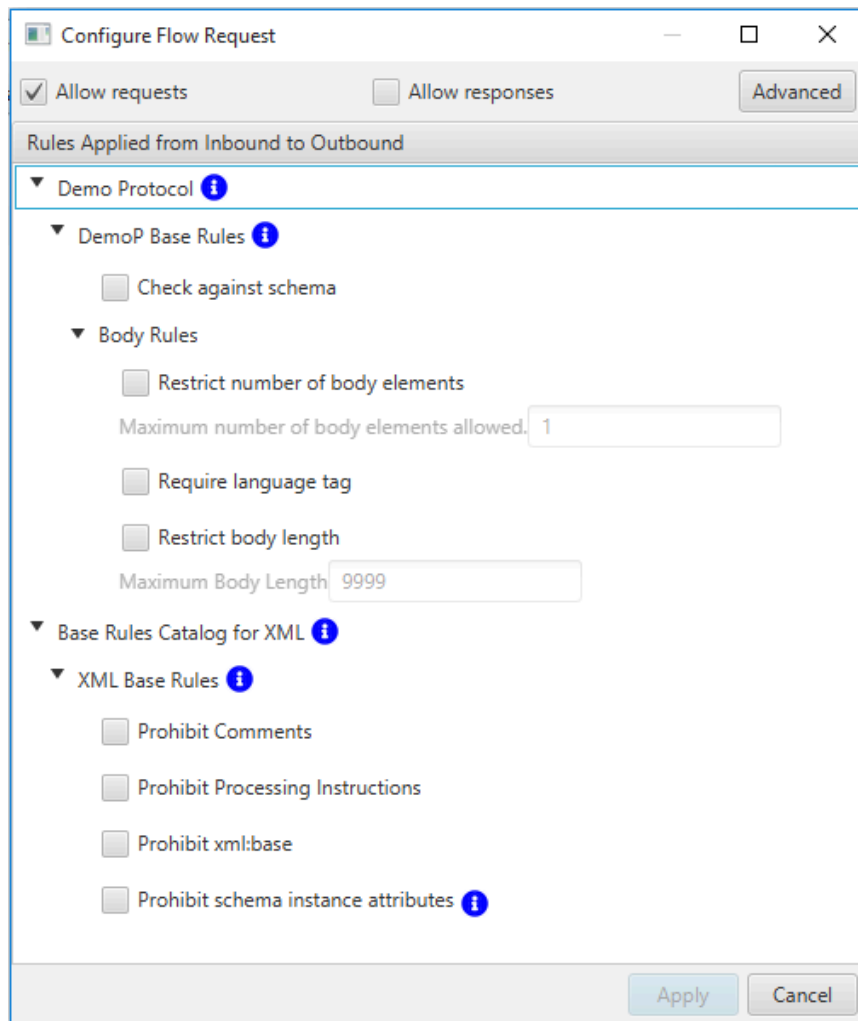 Configure Flow Request
Allow requests Allow responses Advanced
Rules Applied from Inbound to Outbound
Demo Protocol
DemoP Base Rules
Check against schema
Body Rules
Restrict number of body elements
Maximum number of body elements allowed. 1
Require language tag
Restrict body length
Maximum Body Length 9999
Base Rules Catalog for XML
XML Base Rules
Prohibit Comments
Prohibit Processing Instructions
Prohibit xml:base
Prohibit schema instance attributes
Apply Cancel